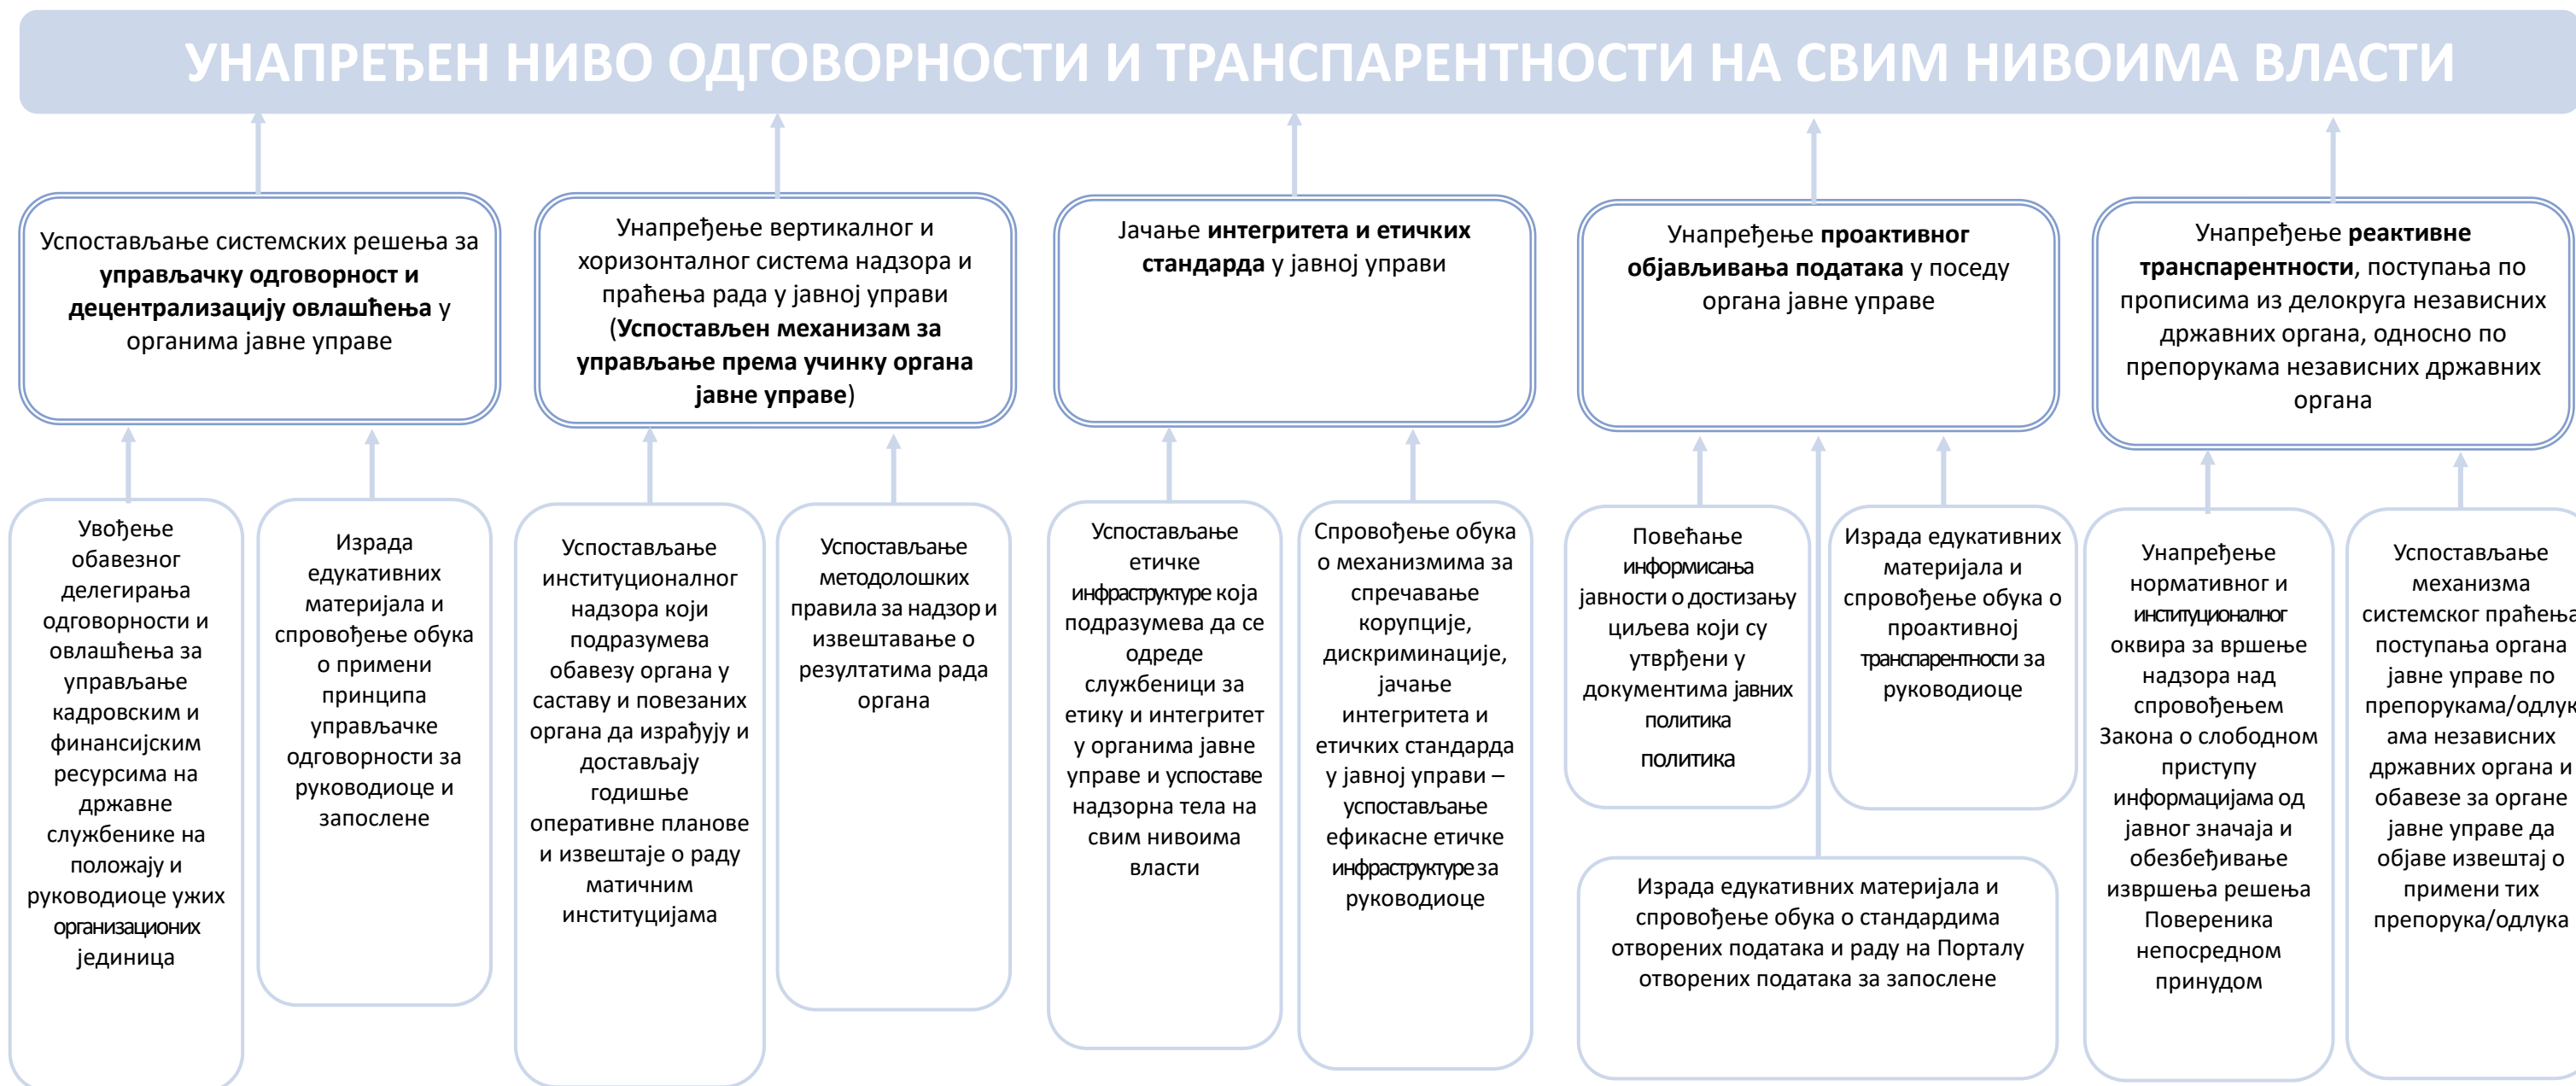 УНАПРЕЂЕН НИВО ОДГОВОРНОСТИ И ТРАНСПАРЕНТНОСТИ НА СВИМ НИВОИМА ВЛАСТИ
Успостављање системских решења за
управљачку одговорност и
децентрализацију овлашћења у
органима јавне управе
Унапређење вертикалног и
хоризонталног система надзора и
праћења рада у јавној управи
(Успостављен механизам за
управљање према учинку органа
јавне управе)
Јачање интегритета и етичких
стандарда у јавној управи
Унапређење проактивног
објављивања података у поседу
органа јавне управе
Унапређење реактивне
транспарентности, поступања по
прописима из делокруга независних
државних органа, односно по
препорукама независних државних
органа
Увођење
обавезног
делегирања
одговорности и
овлашћења за
управљање
кадровским и
финансијским
ресурсима на
државне
службенике на
положају и
руководиоце ужих
организационих
јединица
Израда
едукативних
материјала и
спровођење обука
о примени
принципа
управљачке
одговорности за
руководиоце и
запослене
Успостављање
институционалног
надзора који
подразумева
обавезу органа у
саставу и повезаних
органа да израђују и
достављају
годишње
оперативне планове
и извештаје о раду
матичним
институцијама
Успостављање
методолошких
правила за надзор и
извештавање о
резултатима рада
органа
Успостављање
етичке
инфраструктуре која
подразумева да се
одреде
службеници за
етику и интегритет
у органима јавне
управе и успоставе
надзорна тела на
свим нивоима
власти
Спровођење обука
о механизмима за
спречавање
корупције,
дискриминације,
јачање
интегритета и
етичких стандарда
у јавној управи –
успостављање
ефикасне етичке
инфраструктуре за
руководиоце
Повећање
информисања
јавности о достизању
циљева који су
утврђени у
документима јавних
политика
политика
Израда едукативних
материјала и
спровођење обука о
проактивној
транспарентности за
руководиоце
Израда едукативних материјала и
спровођење обука о стандардима
отворених података и раду на Порталу
отворених података за запослене
Унапређење
нормативног и
институционалног
оквира за вршење
надзора над
спровођењем
Закона о слободном
приступу
информацијама од
јавног значаја и
обезбеђивање
извршења решења
Повереника
непосредном
принудом
Успостављање
механизма
системског праћења
поступања органа
јавне управе по
препорукама/одлук
ама независних
државних органа и
обавезе за органе
јавне управе да
објаве извештај о
примени тих
препорука/одлука